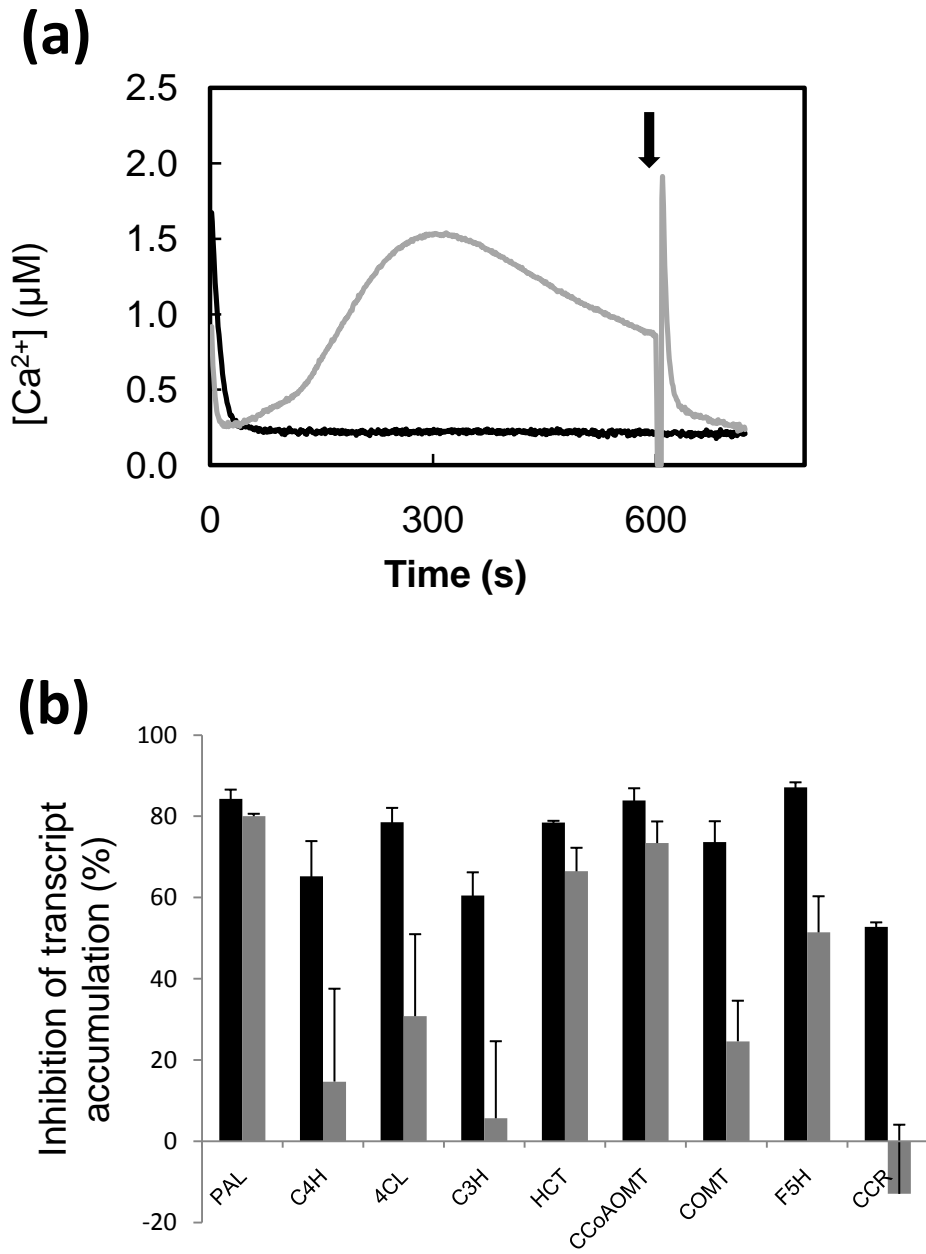 (a)
[Ca²⁺] (µM)
2.5
2.0
1.5
1.0
0.5
0.0
0 300 600
Time (s)
(b)
Inhibition of transcript
accumulation (%)
100
80
60
40
20
0
-20
PAL C4H 4CL C3H HCT CCoAOMT COMT F5H CCR